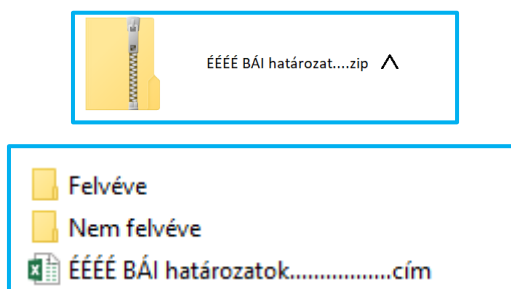 ÉÉÉÉ BÁI határozat....zip
Felvéve
Nem felvéve
ÉÉÉÉ BÁI határozatok.................cím